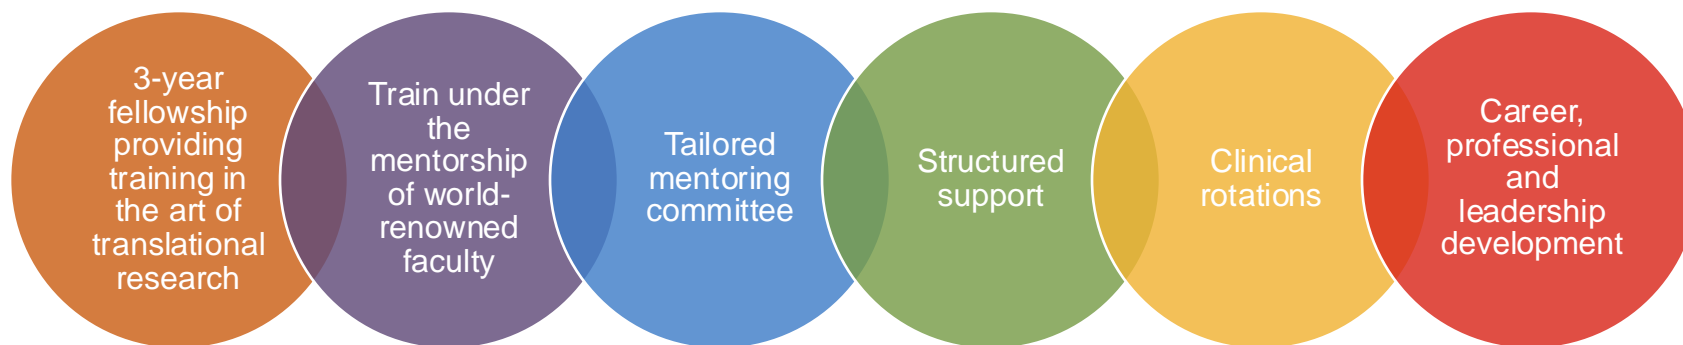 3-year
fellowship
providing
training in
the art of
translational
research
Train under
the
mentorship
of world-
renowned
faculty
Tailored
mentoring
committee
Structured
support
Clinical
rotations
Career,
professional
and
leadership
development